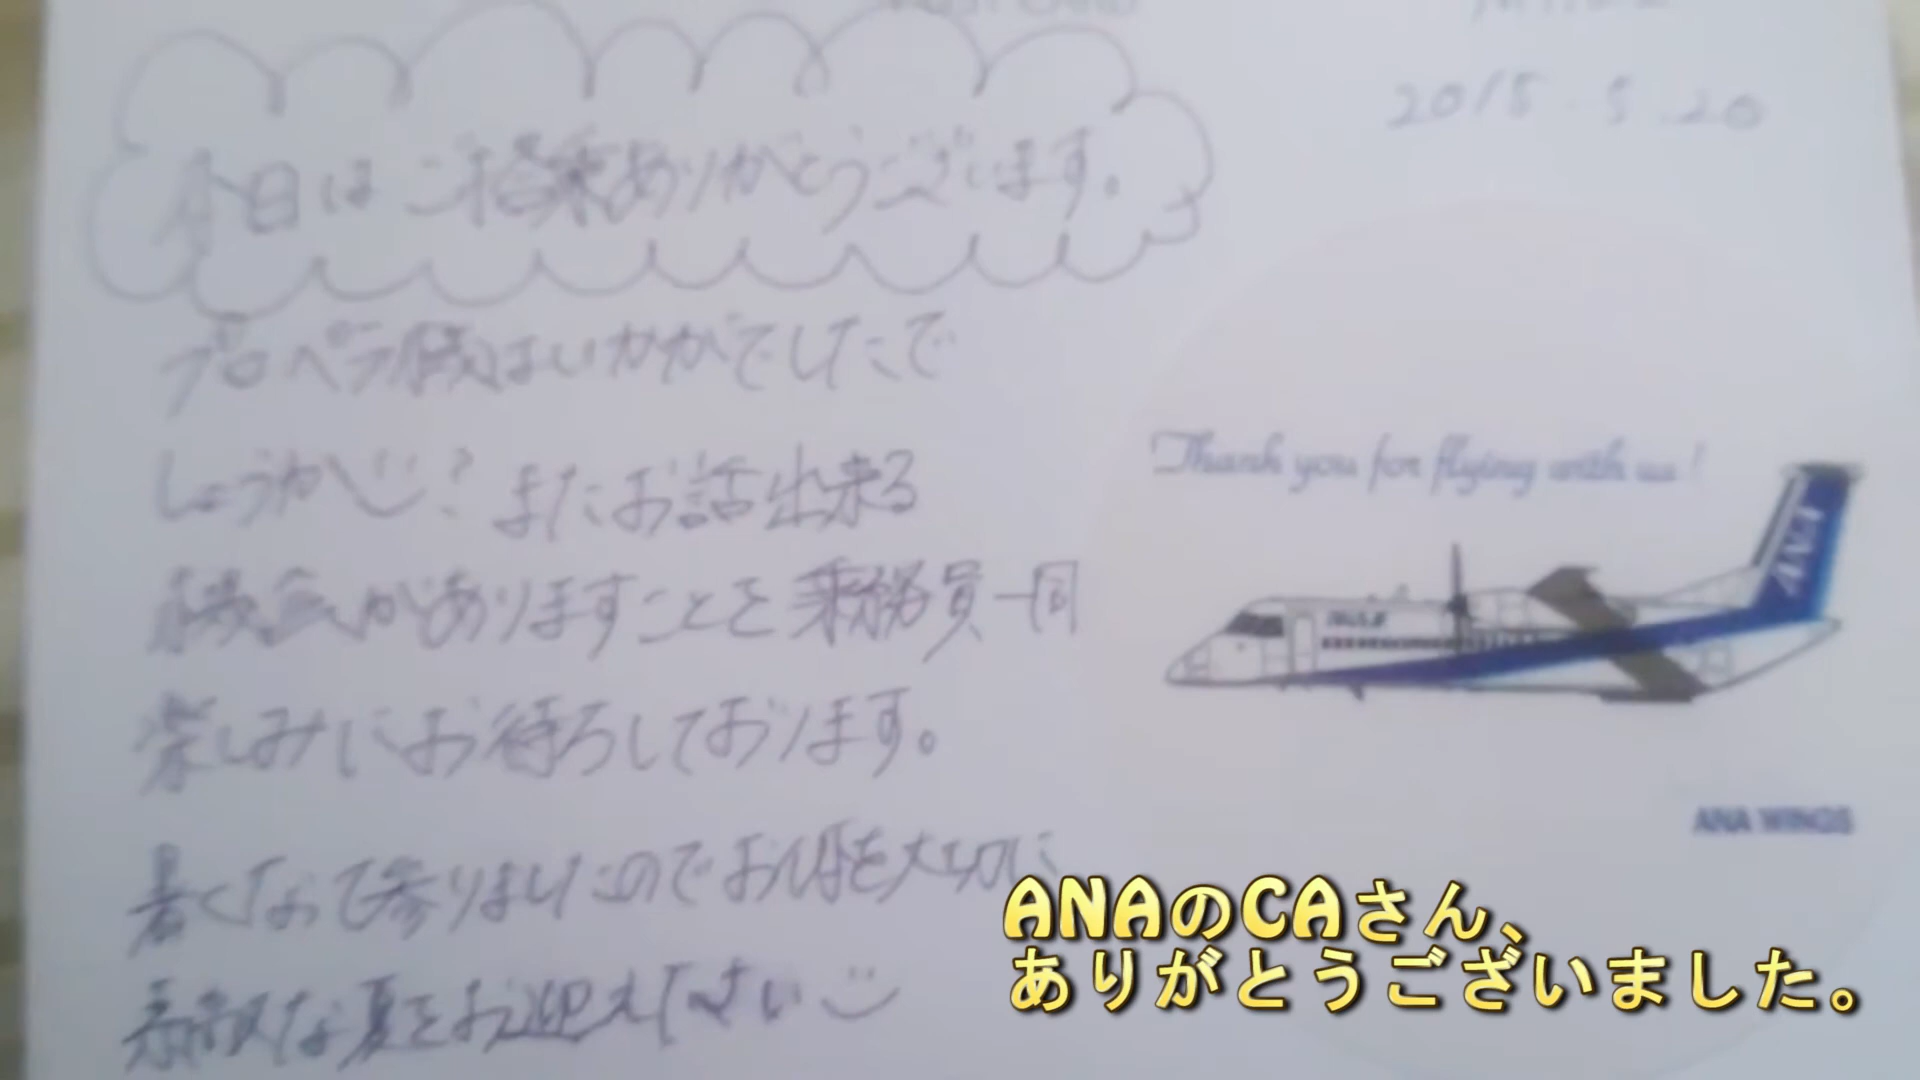 2015.5.20
今日はご搭乗ありがとうございます。
プロペラ機はいかがでしたで
しょうか？またお話出来る
機会がありますことを乗務員一同
楽しみにお待ちしております。
暑くなって参りましたのでお体を大切に
素敵な夏をお迎え下さい
Thank you for flying with us!
ANA
ANA WINGS
ANAのCAさん、
ありがとうございました。